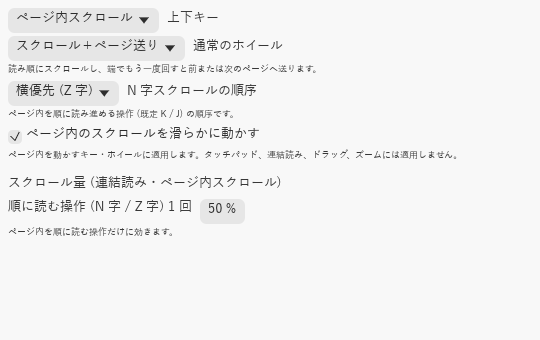 ページ内スクロール 上下キー
スクロール＋ページ送り 通常のホイール
読み順にスクロールし、端でもう一度回すと前または次のページへ送ります。
横優先 (Z 字) N 字スクロールの順序
ページ内を順に読み進める操作 (既定 K / J) の順序です。
ページ内のスクロールを滑らかに動かす
ページ内を動かすキー・ホイールに適用します。タッチパッド、連結読み、ドラッグ、ズームには適用しません。
スクロール量 (連結読み・ページ内スクロール)
順に読む操作 (N 字 / Z 字) 1 回 50 %
ページ内を順に読む操作だけに効きます。